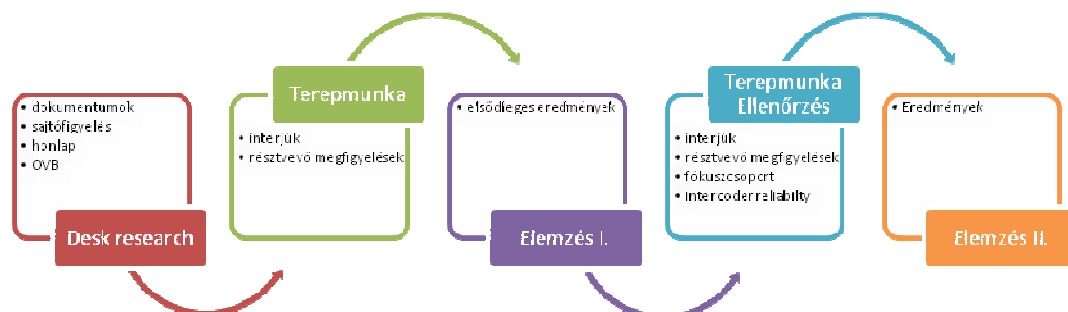 • dokumentumok
• sajtófigyelés
• honlap
• OVB
Desk research
Terepmunka
• interjúk
• résztvevő megfigyelések
• elsődleges eredmények
Elemzés I.
Terepmunka
Ellenőrzés
• interjúk
• résztvevő megfigyelések
• fókuszcsoport
• intercoder reliabilty
• Eredmények
Elemzés II.